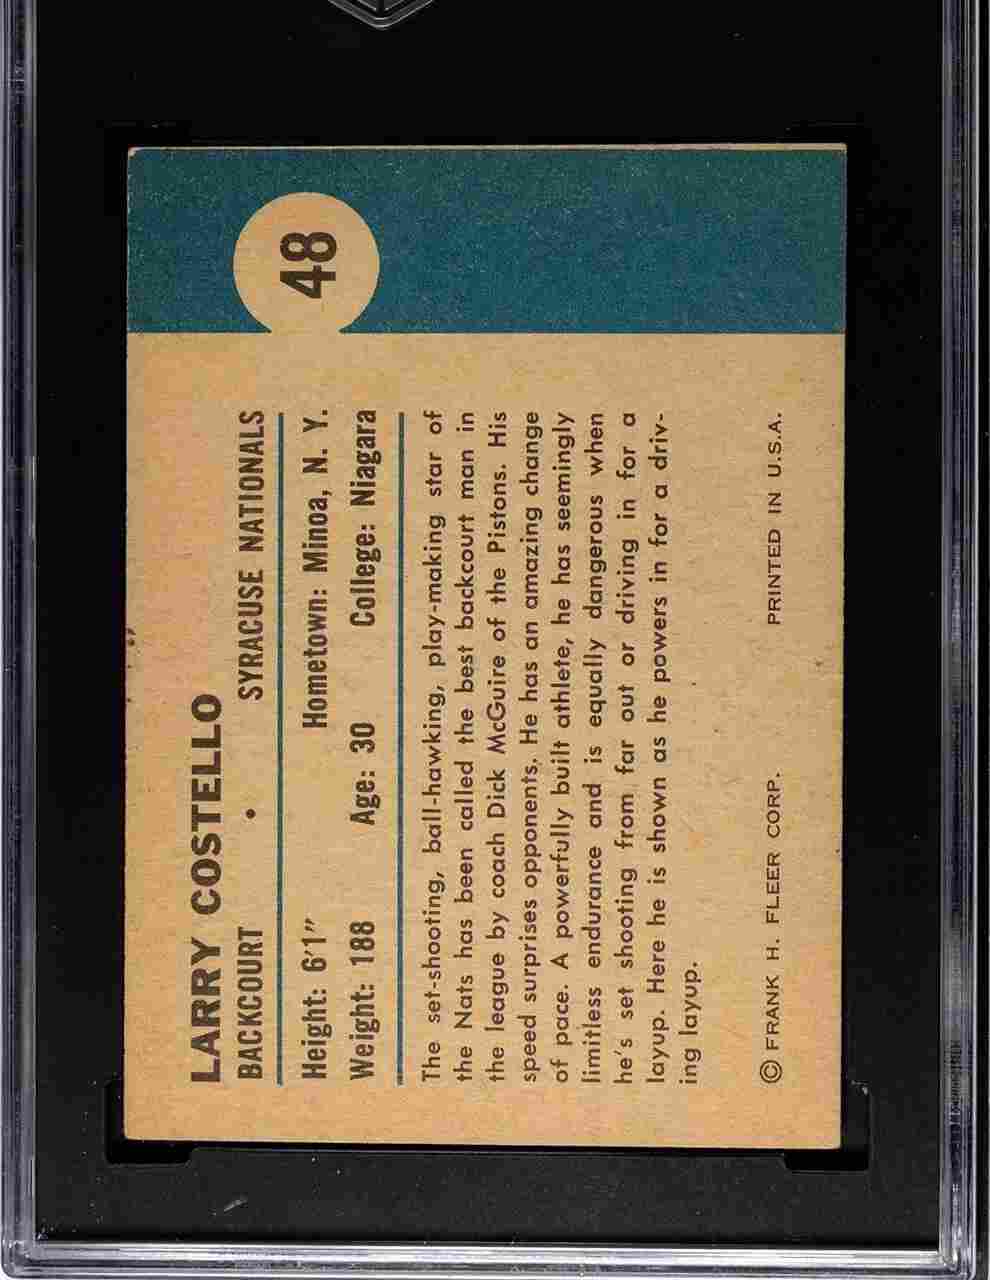 48
LARRY COSTELLO
BACKCOURT • SYRACUSE NATIONALS
Height: 6'1" Hometown: Minoa, N. Y.
Weight: 188 Age: 30 College: Niagara
The set-shooting, ball-hawking, play-making star of
the Nats has been called the best backcourt man in
the league by coach Dick McGuire of the Pistons. His
speed surprises opponents. He has an amazing change
of pace. A powerfully built athlete, he has seemingly
limitless endurance and is equally dangerous when
he's set shooting from far out or driving in for a
layup. Here he is shown as he powers in for a driv-
ing layup.
© FRANK H. FLEER CORP. PRINTED IN U.S.A.